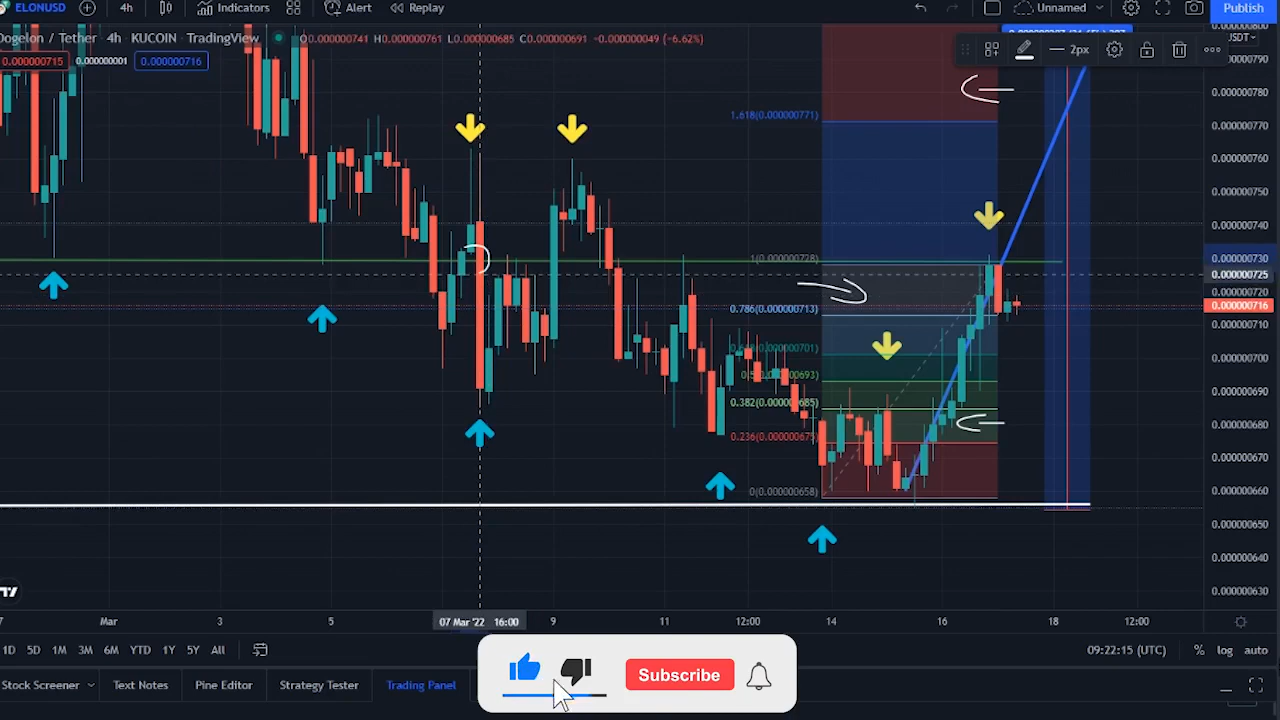 ELONUSD 4h Indicators Alert Replay Unnamed Publish
Dogelon / Tether 4h KUCOIN TradingView O0.000000741 H0.000000761 L0.000000685 C0.000000691 -0.000000049 (-6.62%)
0.000000715 0.000000001 0.000000716
2px
USDT
0.000000790
0.000000780
0.000000770
0.000000760
0.000000750
0.000000740
0.000000730
0.000000725
0.000000720
0.000000716
0.000000710
0.000000700
0.000000690
0.000000680
0.000000670
0.000000660
0.000000650
0.000000640
0.000000630
1.618(0.000000771)
1(0.000000728)
0.786(0.000000713)
0.5(0.000000693)
0.382(0.000000685)
0.236(0.000000675)
0(0.000000658)
Mar 3 5 07 Mar '22 16:00 9 11 12:00 14 16 18 12:00
1D 5D 1M 3M 6M YTD 1Y 5Y All 09:22:15 (UTC) % log auto
Stock Screener Text Notes Pine Editor Strategy Tester Trading Panel
Subscribe